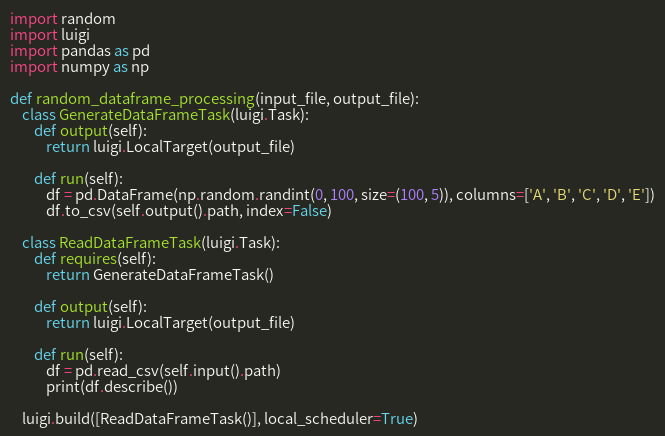 import random
import luigi
import pandas as pd
import numpy as np

def random_dataframe_processing(input_file, output_file):
    class GenerateDataFrameTask(luigi.Task):
        def output(self):
            return luigi.LocalTarget(output_file)

        def run(self):
            df = pd.DataFrame(np.random.randint(0, 100, size=(100, 5)), columns=['A', 'B', 'C', 'D', 'E'])
            df.to_csv(self.output().path, index=False)

    class ReadDataFrameTask(luigi.Task):
        def requires(self):
            return GenerateDataFrameTask()

        def output(self):
            return luigi.LocalTarget(output_file)

        def run(self):
            df = pd.read_csv(self.input().path)
            print(df.describe())

    luigi.build([ReadDataFrameTask()], local_scheduler=True)